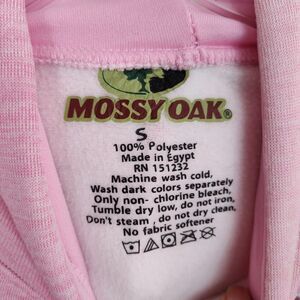 MOSSY OAK®
S
100% Polyester
Made in Egypt
RN 151232
Machine wash cold,
Wash dark colors separately
Only non- chlorine bleach,
Tumble dry low, do not iron,
Don't steam , do not dry clean,
No fabric softener